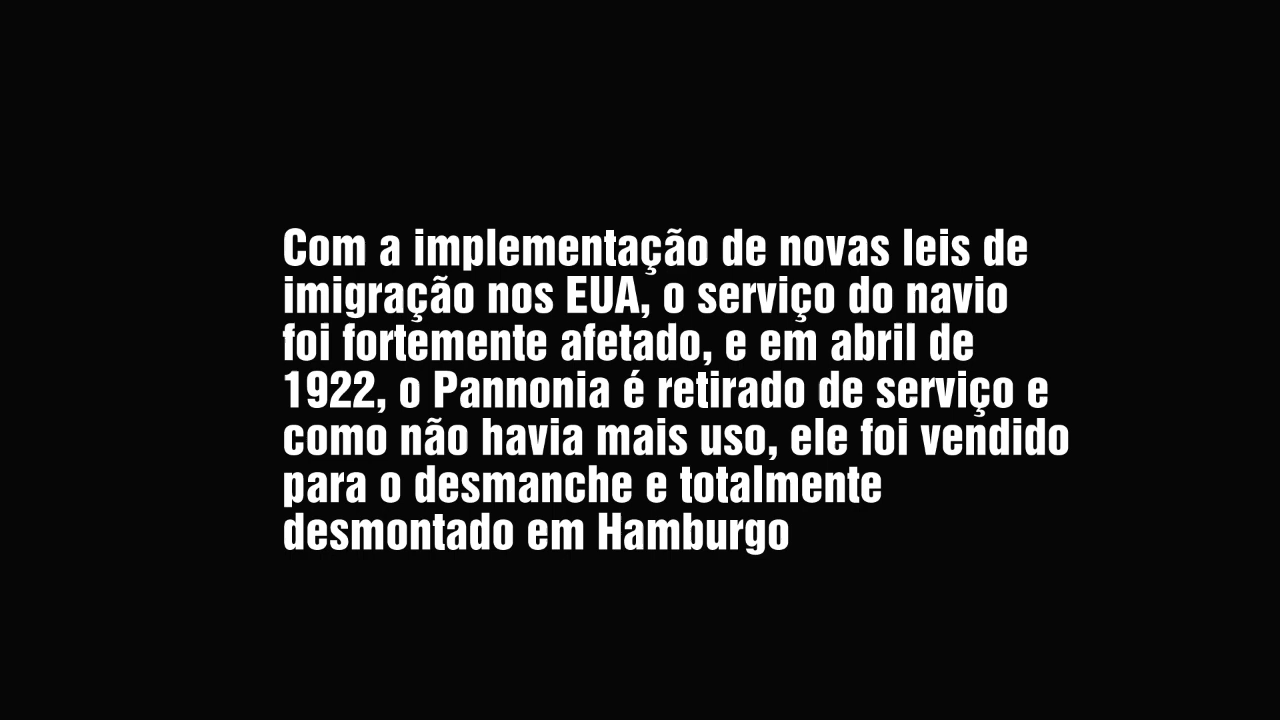 Com a implementação de novas leis de
imigração nos EUA, o serviço do navio
foi fortemente afetado, e em abril de
1922, o Pannonia é retirado de serviço e
como não havia mais uso, ele foi vendido
para o desmanche e totalmente
desmontado em Hamburgo